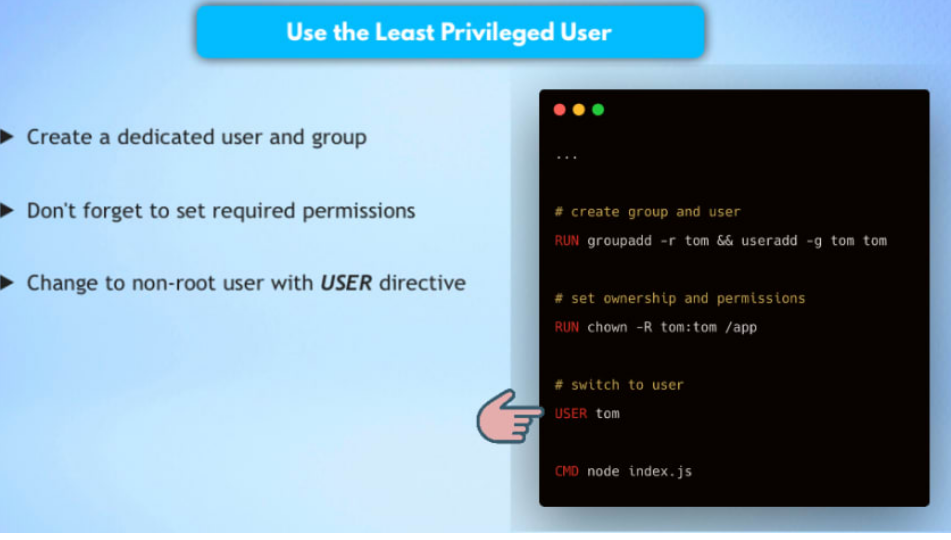 Use the Least Privileged User
Create a dedicated user and group
Don't forget to set required permissions
Change to non-root user with USER directive
...
# create group and user
RUN groupadd -r tom && useradd -g tom tom
# set ownership and permissions
RUN chown -R tom:tom /app
# switch to user
USER tom
CMD node index.js